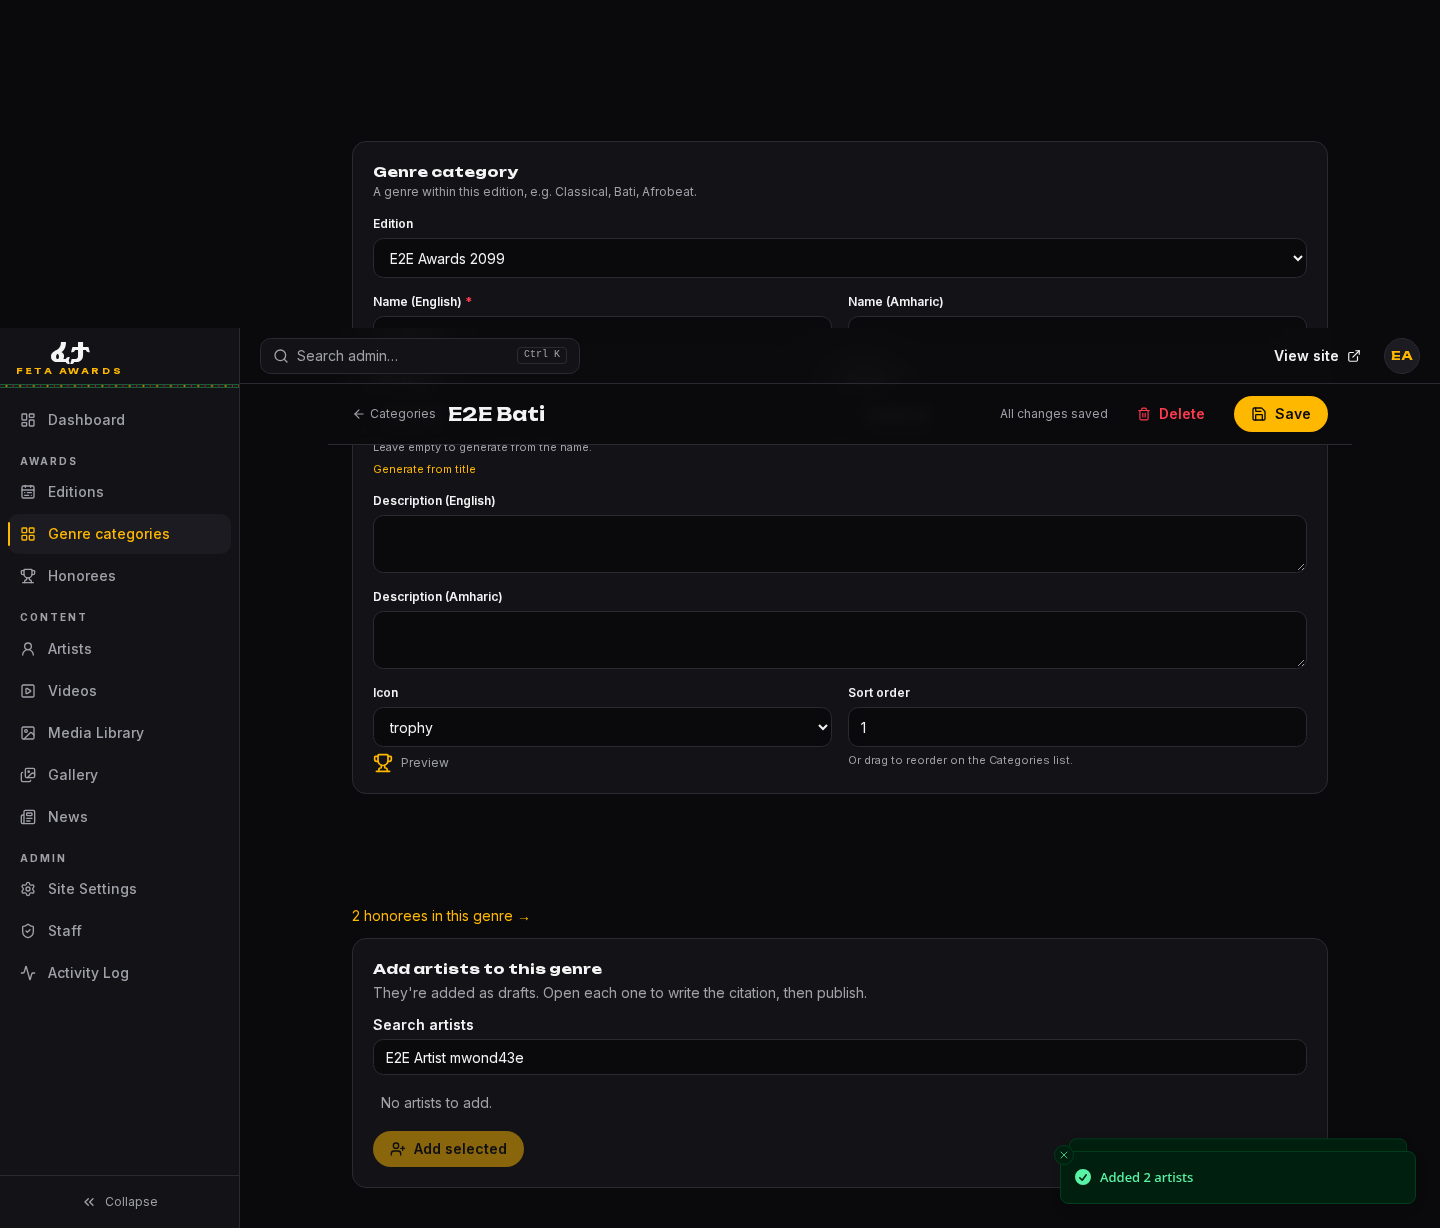 Genre category
A genre within this edition, e.g. Classical, Bati, Afrobeat.
Edition
E2E Awards 2099
Name (English) *
Name (Amharic)
FETA AWARDS
Search admin…
Ctrl K
View site
EA
Categories
E2E Bati
All changes saved
Delete
Save
Dashboard
AWARDS
Editions
Genre categories
Honorees
CONTENT
Artists
Videos
Media Library
Gallery
News
ADMIN
Site Settings
Staff
Activity Log
Collapse
Leave empty to generate from the name.
Generate from title
Description (English)
Description (Amharic)
Icon
trophy
Preview
Sort order
1
Or drag to reorder on the Categories list.
2 honorees in this genre →
Add artists to this genre
They're added as drafts. Open each one to write the citation, then publish.
Search artists
E2E Artist mwond43e
No artists to add.
Add selected
Added 2 artists